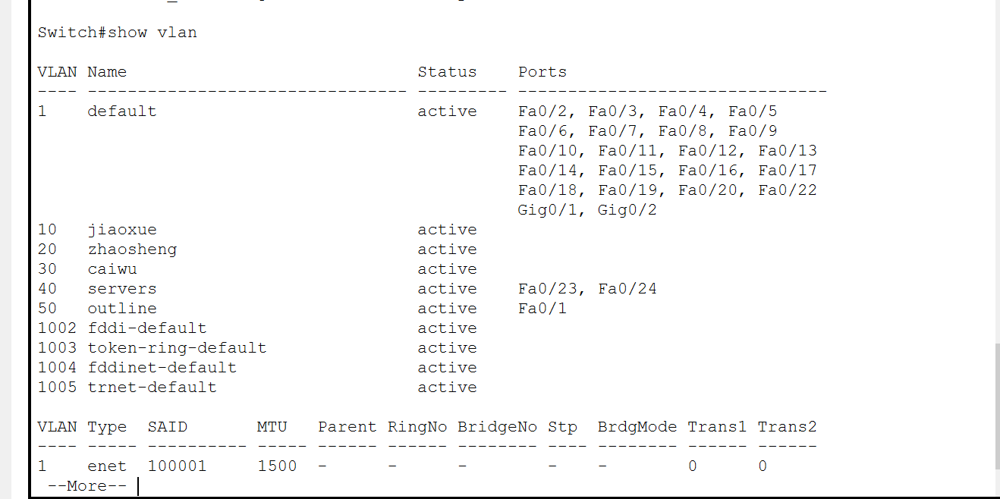 Switch#show vlan
VLAN Name                             Status    Ports
---- -------------------------------- --------- -------------------------------
1    default                          active    Fa0/2, Fa0/3, Fa0/4, Fa0/5
                                                Fa0/6, Fa0/7, Fa0/8, Fa0/9
                                                Fa0/10, Fa0/11, Fa0/12, Fa0/13
                                                Fa0/14, Fa0/15, Fa0/16, Fa0/17
                                                Fa0/18, Fa0/19, Fa0/20, Fa0/22
                                                Gig0/1, Gig0/2
10   jiaoxue                          active
20   zhaosheng                        active
30   caiwu                            active
40   servers                          active    Fa0/23, Fa0/24
50   outline                          active    Fa0/1
1002 fddi-default                     active
1003 token-ring-default               active
1004 fddinet-default                  active
1005 trnet-default                    active
VLAN Type  SAID       MTU   Parent RingNo BridgeNo Stp  BrdgMode Trans1 Trans2
---- ----- ---------- ----- ------ ------ -------- ---- -------- ------ ------
1    enet  100001     1500  -      -      -        -    -        0      0
 --More--